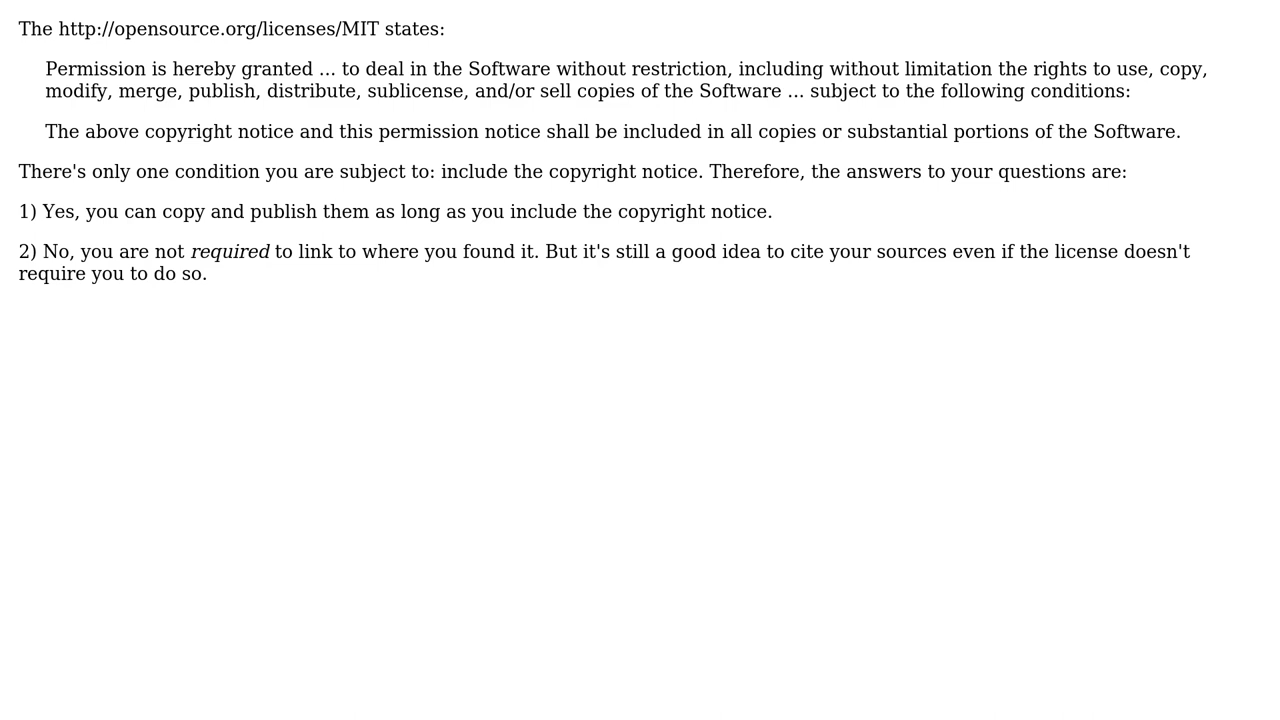 The http://opensource.org/licenses/MIT states:
Permission is hereby granted ... to deal in the Software without restriction, including without limitation the rights to use, copy,
modify, merge, publish, distribute, sublicense, and/or sell copies of the Software ... subject to the following conditions:
The above copyright notice and this permission notice shall be included in all copies or substantial portions of the Software.
There's only one condition you are subject to: include the copyright notice. Therefore, the answers to your questions are:
1) Yes, you can copy and publish them as long as you include the copyright notice.
2) No, you are not required to link to where you found it. But it's still a good idea to cite your sources even if the license doesn't
require you to do so.